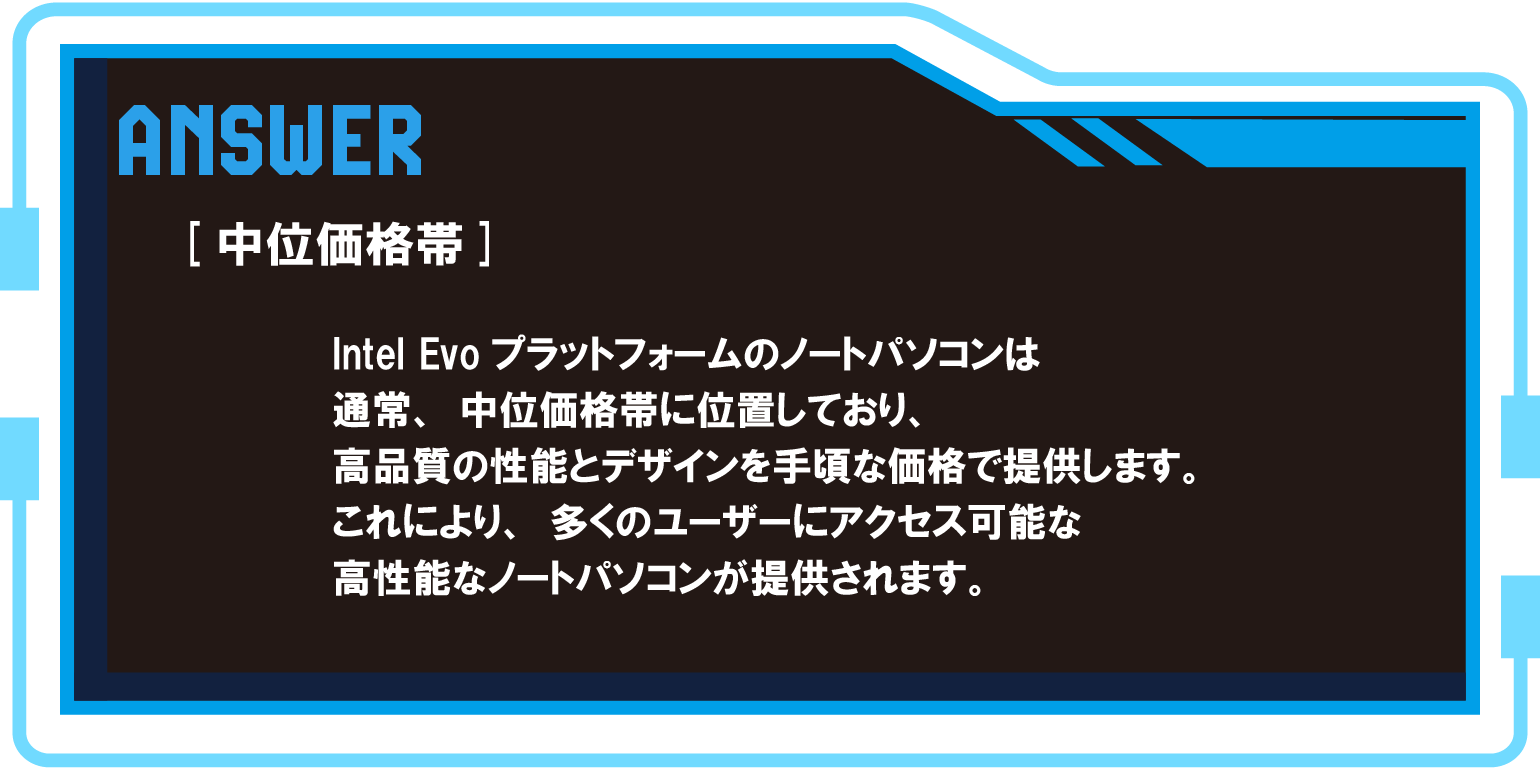 ANSWER
[ 中位価格帯 ]
Intel Evo プラットフォームのノートパソコンは
通常、 中位価格帯に位置しており、
高品質の性能とデザインを手頃な価格で提供します。
これにより、 多くのユーザーにアクセス可能な
高性能なノートパソコンが提供されます。